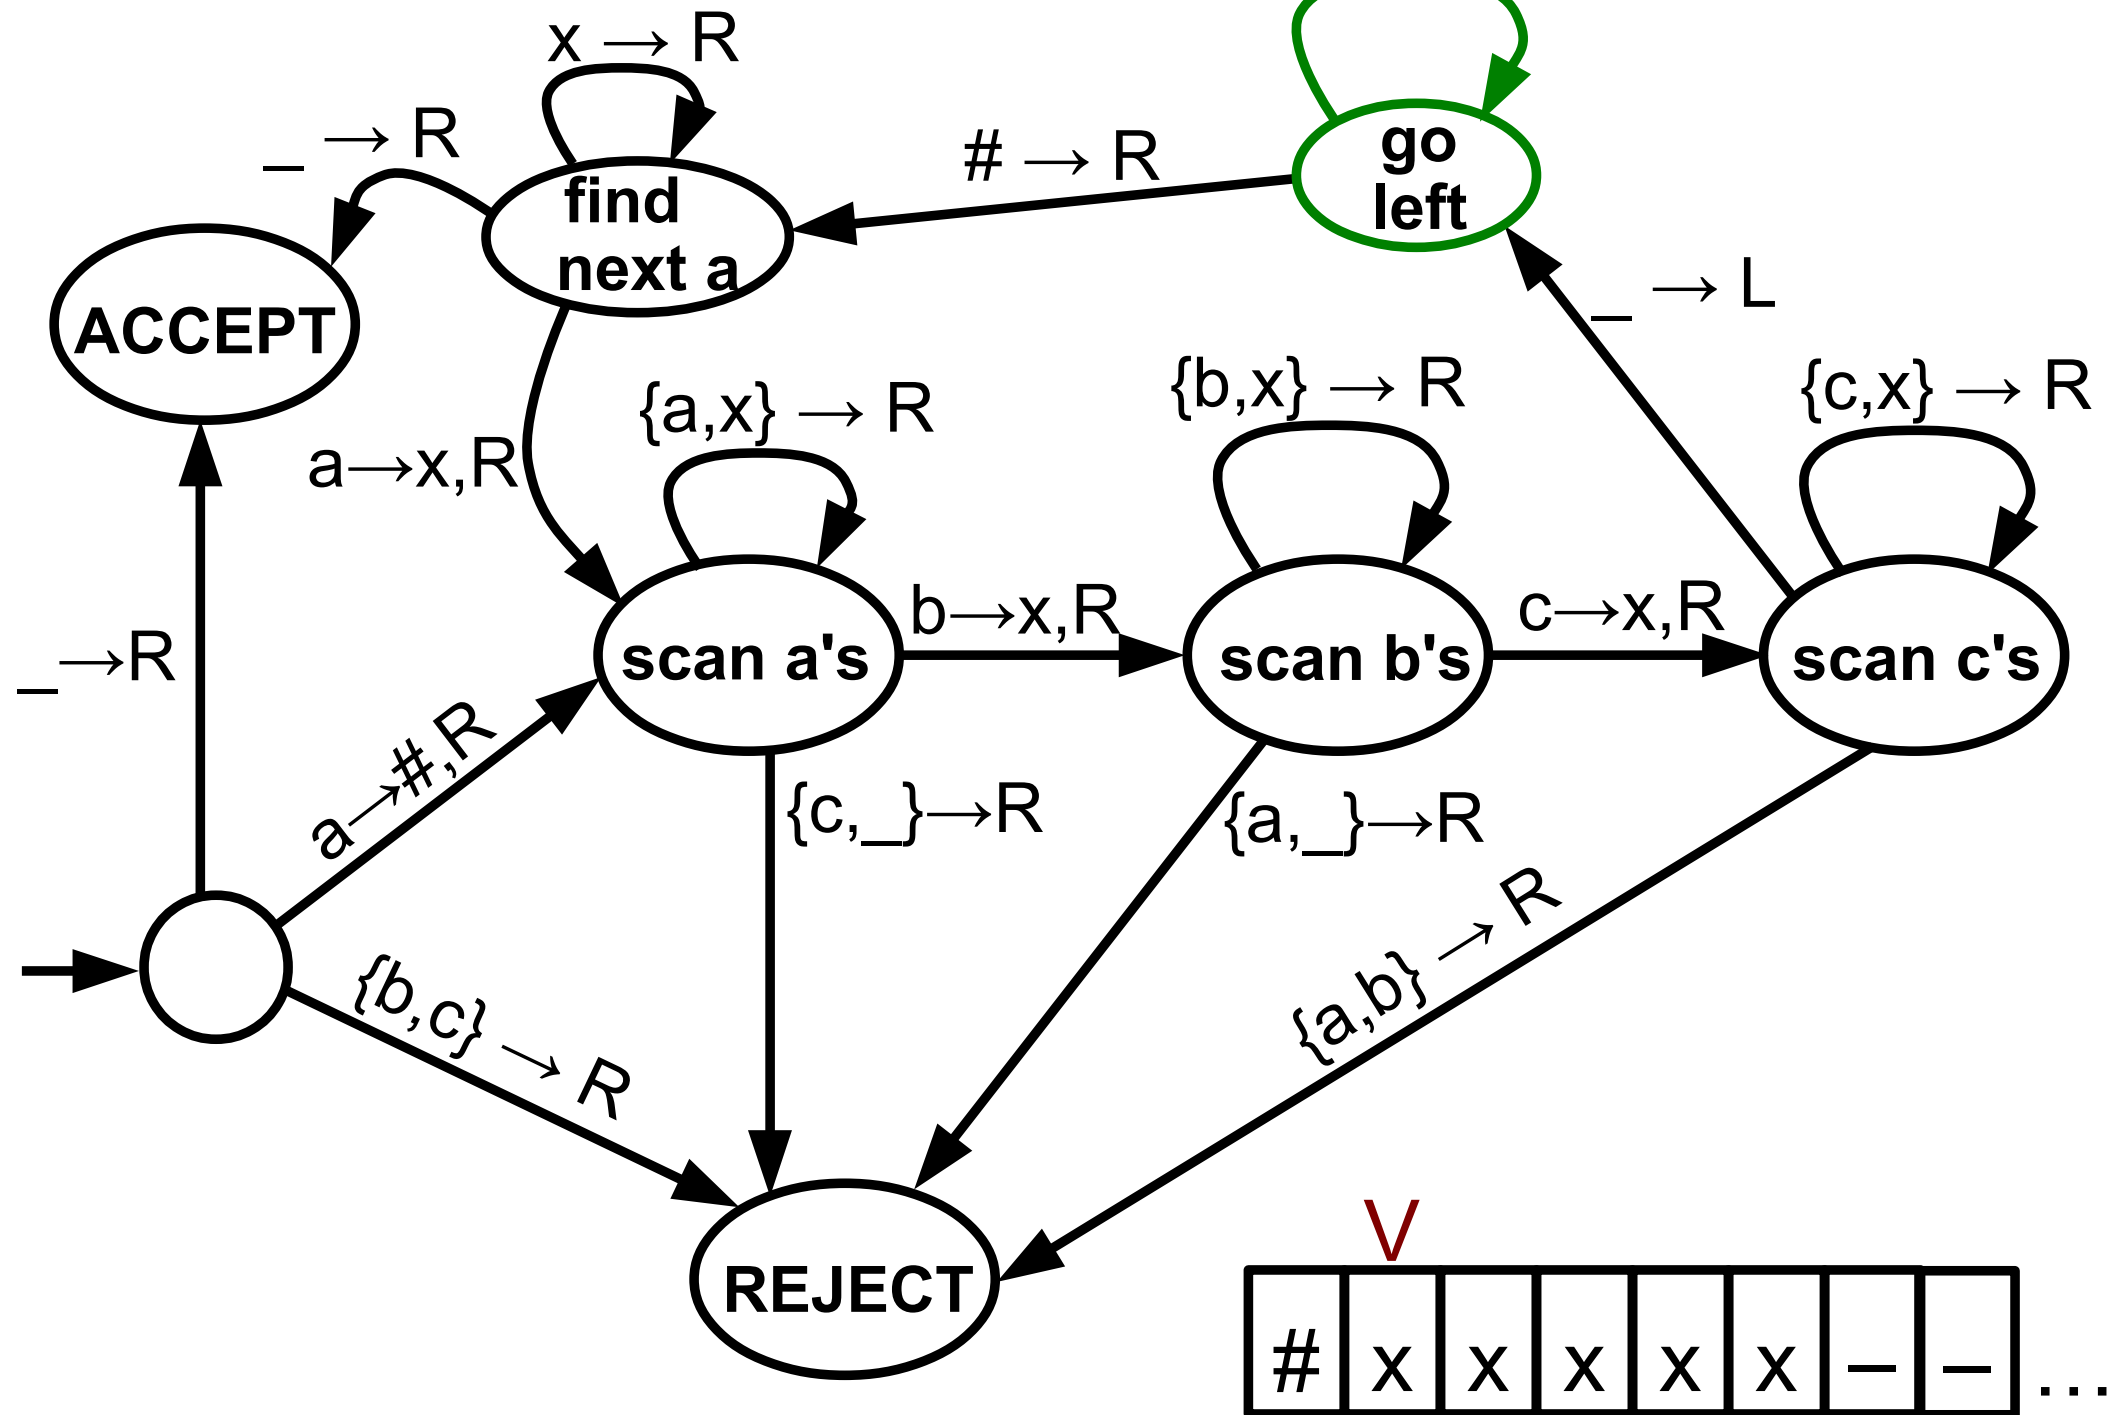 x → R
_ → R
# → R
go
left
find
next a
_ → L
ACCEPT
{a,x} → R
{b,x} → R
{c,x} → R
a→x,R
b→x,R
c→x,R
_→R
scan a's
scan b's
scan c's
a→#,R
{c,_}→R
{a,_}→R
{b,c} → R
{a,b} → R
V
REJECT
# x x x x x _ _ ...